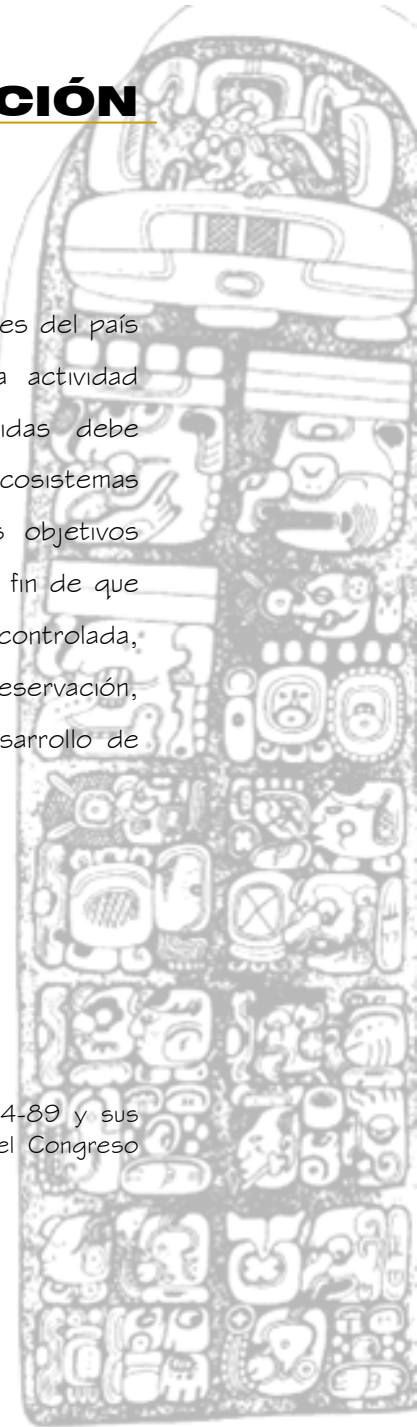 CIÓN
es del país
a actividad
idas debe
cosistemas
s objetivos
fin de que
controlada,
eservación,
sarrollo de
4-89 y sus
el Congreso